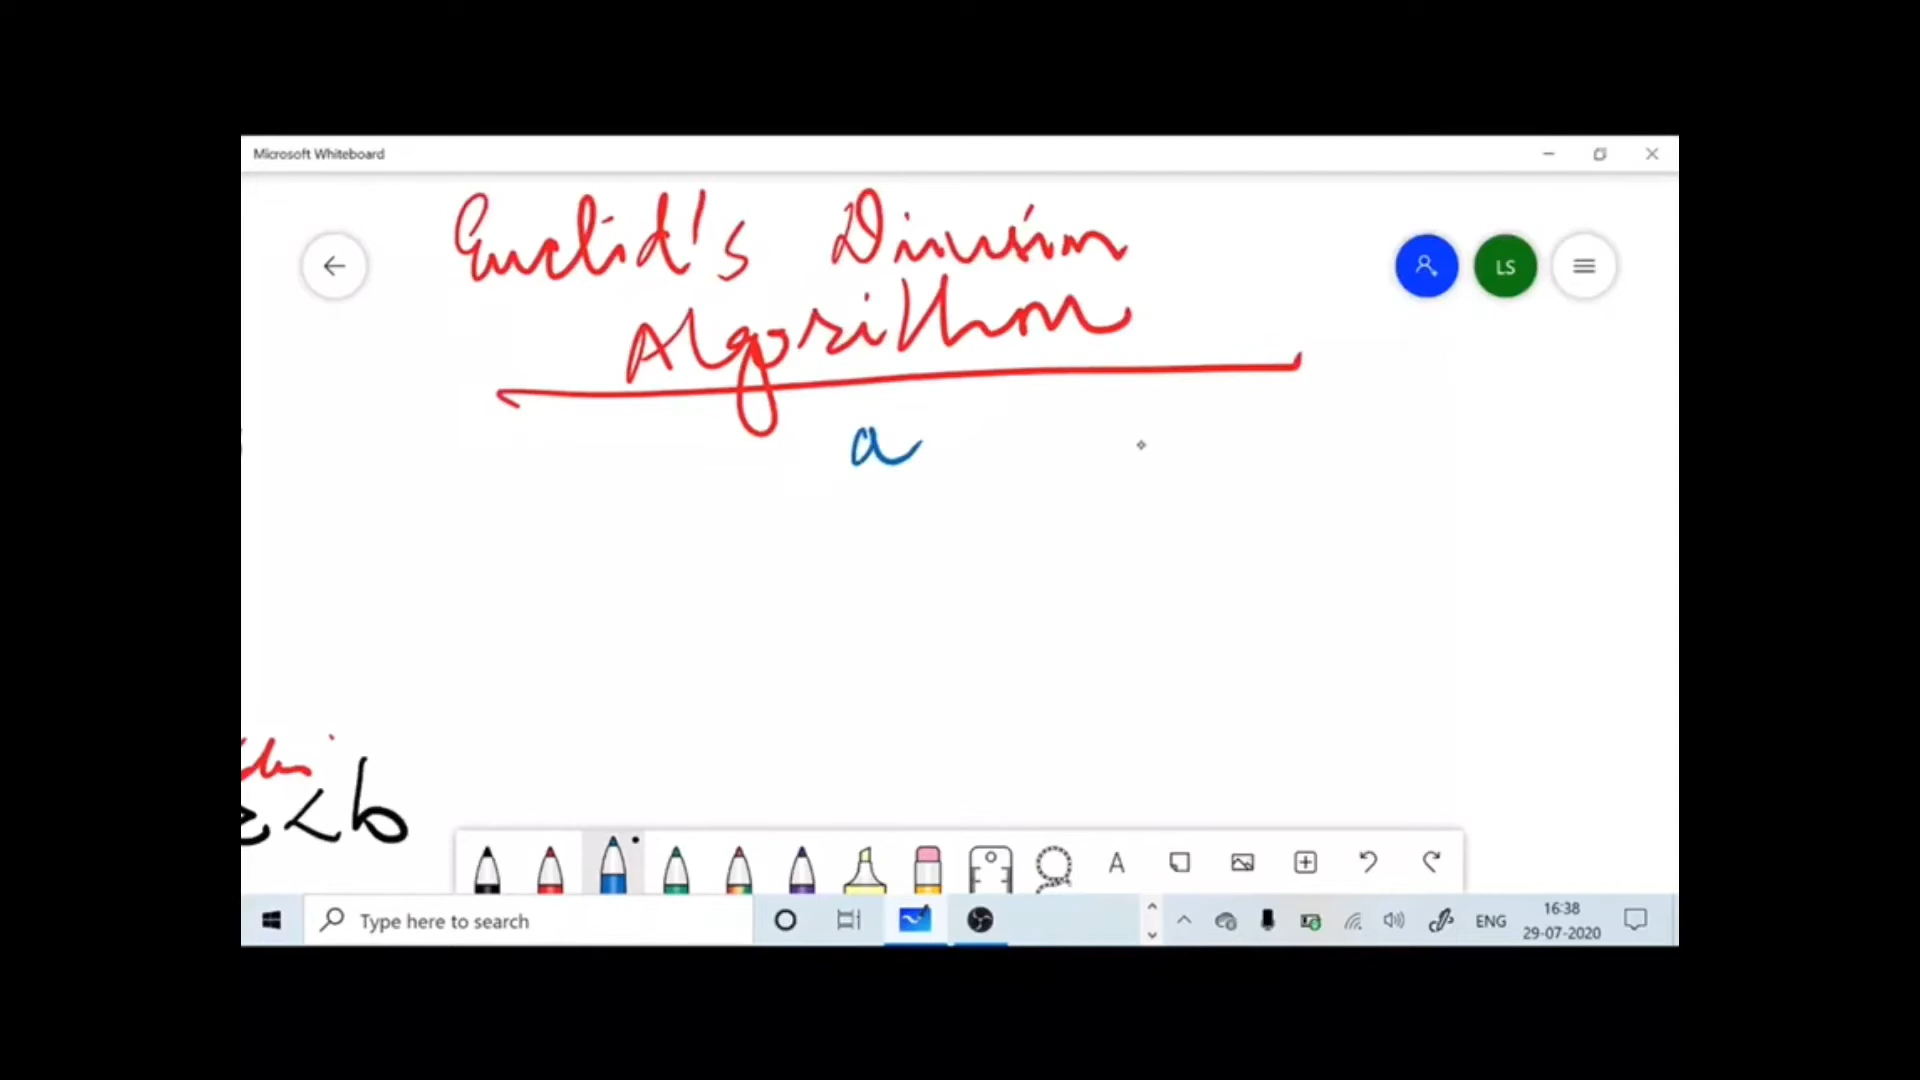 Microsoft Whiteboard
Euclid's Division
Algorithm
LS
a
<b
A
Type here to search
ENG
16:38
29-07-2020